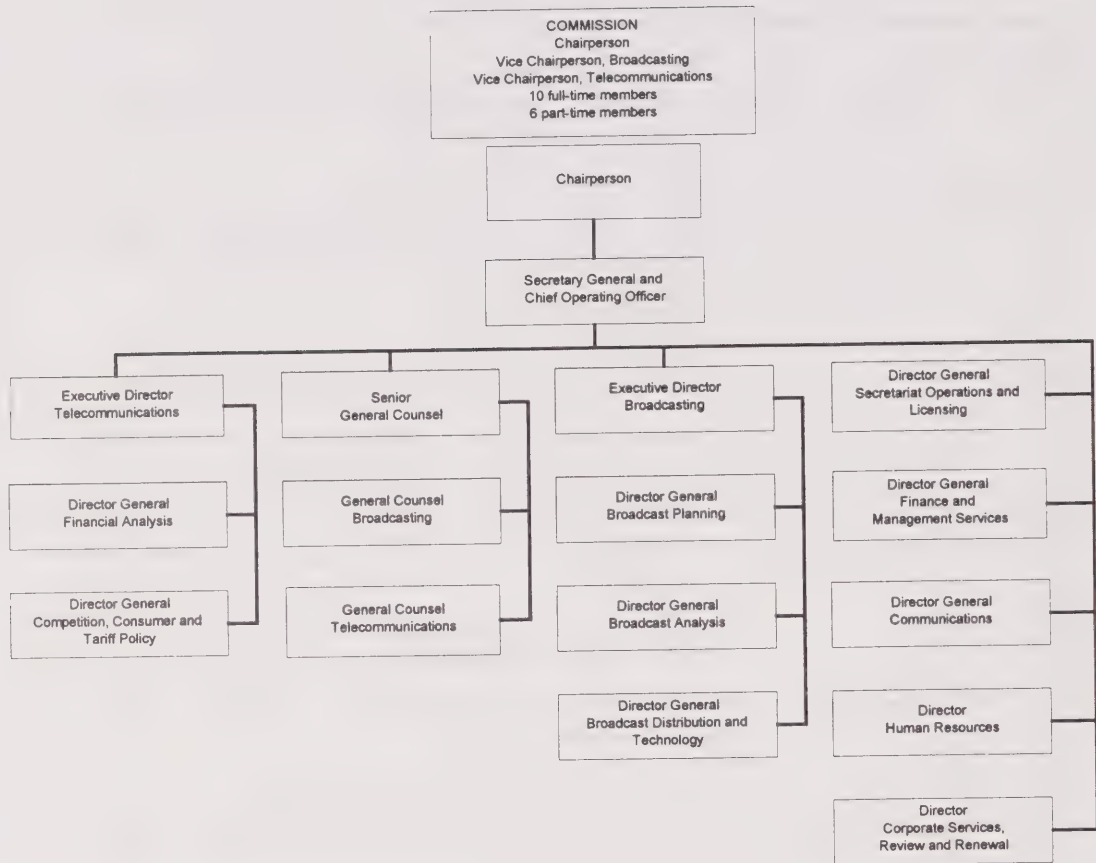 COMMISSION
Chairperson
Vice Chairperson, Broadcasting
Vice Chairperson, Telecommunications
10 full-time members
6 part-time members
Chairperson
Secretary General and
Chief Operating Officer
Executive Director
Telecommunications
Director General
Financial Analysis
Director General
Competition, Consumer and
Tariff Policy
Senior
General Counsel
General Counsel
Broadcasting
General Counsel
Telecommunications
Executive Director
Broadcasting
Director General
Broadcast Planning
Director General
Broadcast Analysis
Director General
Broadcast Distribution and
Technology
Director General
Secretariat Operations and
Licensing
Director General
Finance and
Management Services
Director General
Communications
Director
Human Resources
Director
Corporate Services,
Review and Renewal